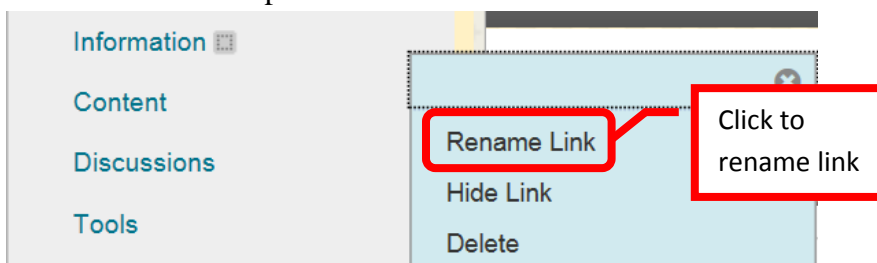 Information
Content
Discussions
Tools
Rename Link
Hide Link
Delete
Click to
rename link